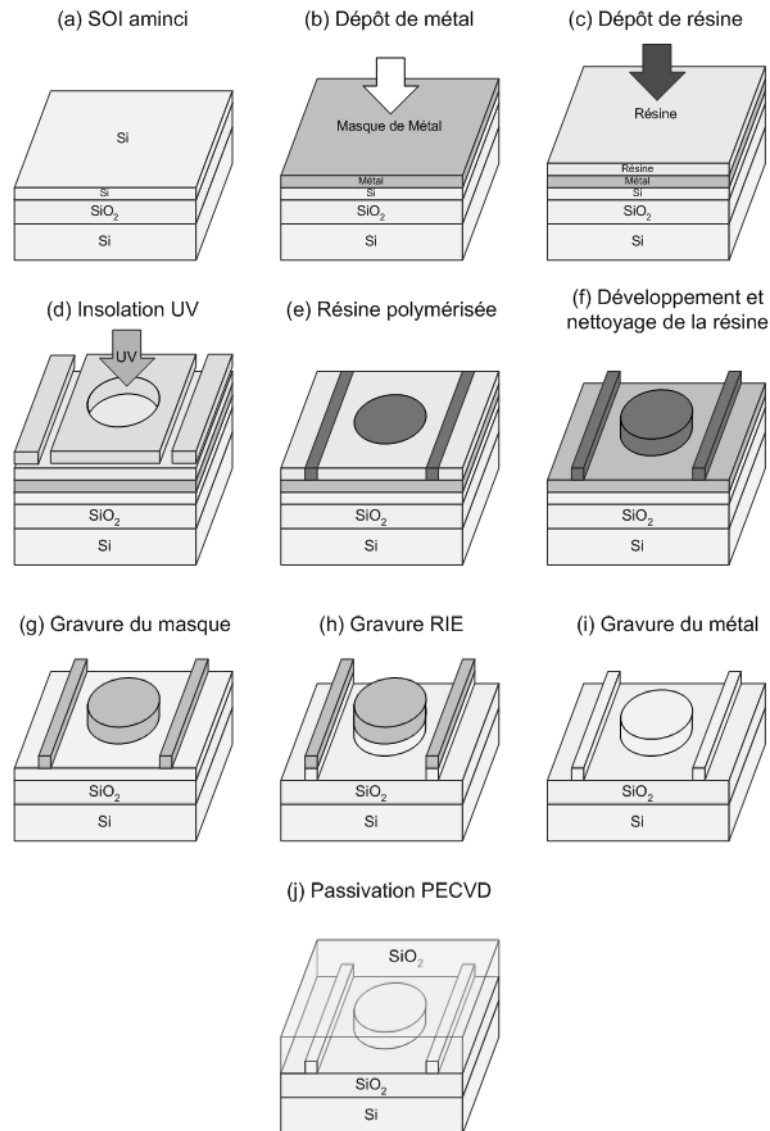 (a) SOI aminci
(b) Dépôt de métal
(c) Dépôt de résine
Si
Si
SiO₂
Si
Masque de Métal
Métal
Si
SiO₂
Si
Résine
Résine
Métal
Si
SiO₂
Si
(d) Insolation UV
(e) Résine polymérisée
(f) Développement et
nettoyage de la résine
UV
SiO₂
Si
SiO₂
Si
SiO₂
Si
(g) Gravure du masque
(h) Gravure RIE
(i) Gravure du métal
SiO₂
Si
SiO₂
Si
SiO₂
Si
(j) Passivation PECVD
SiO₂
SiO₂
Si